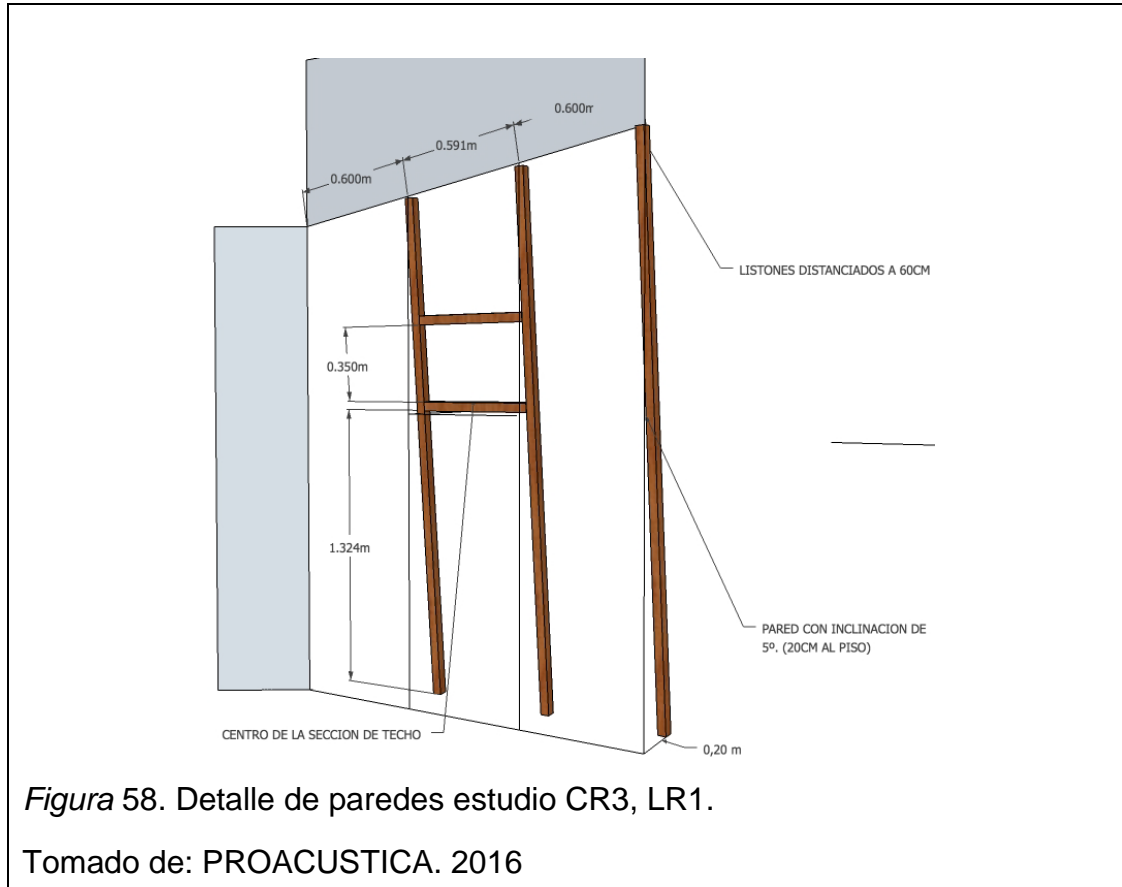 0.600m
0.591m
0.600m
LISTONES DISTANCIADOS A 60CM
0.350m
1.324m
PARED CON INCLINACION DE
5º. (20CM AL PISO)
CENTRO DE LA SECCION DE TECHO
0,20 m
Figura 58. Detalle de paredes estudio CR3, LR1.
Tomado de: PROACUSTICA. 2016